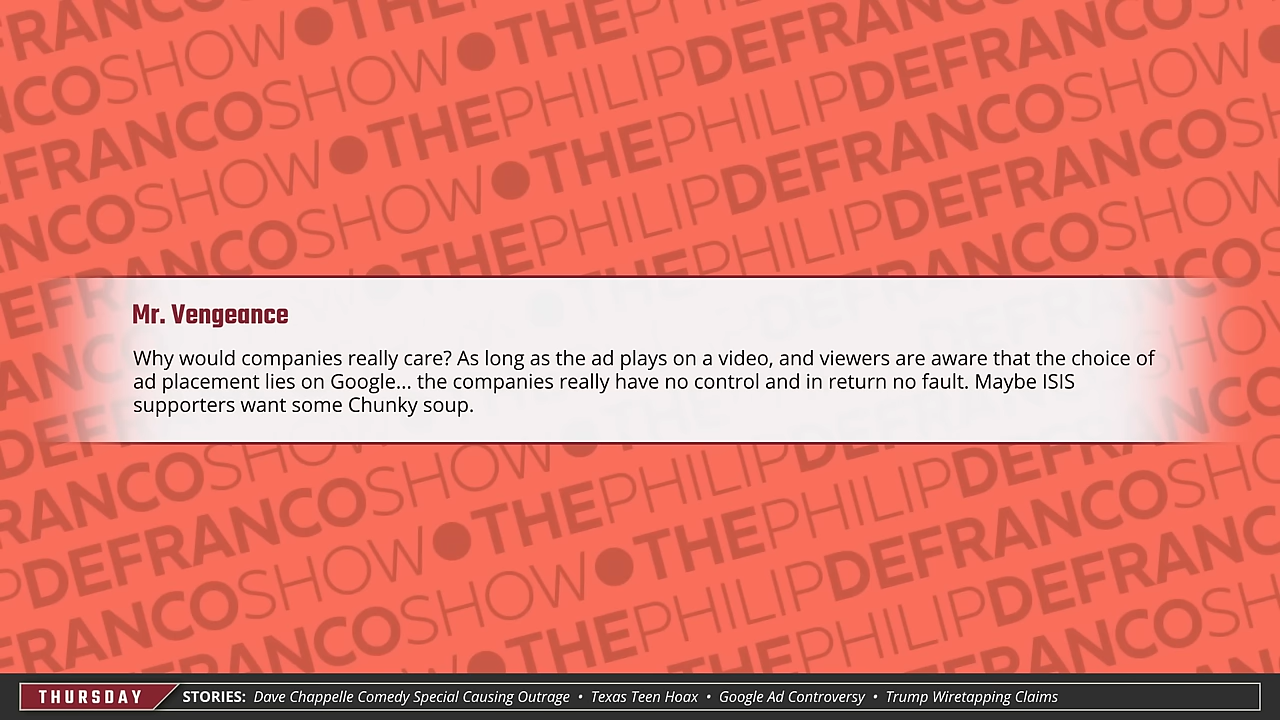 THEPHILIPDEFRANCOSHOW
Mr. Vengeance
Why would companies really care? As long as the ad plays on a video, and viewers are aware that the choice of
ad placement lies on Google... the companies really have no control and in return no fault. Maybe ISIS
supporters want some Chunky soup.
THURSDAY STORIES: Dave Chappelle Comedy Special Causing Outrage • Texas Teen Hoax • Google Ad Controversy • Trump Wiretapping Claims